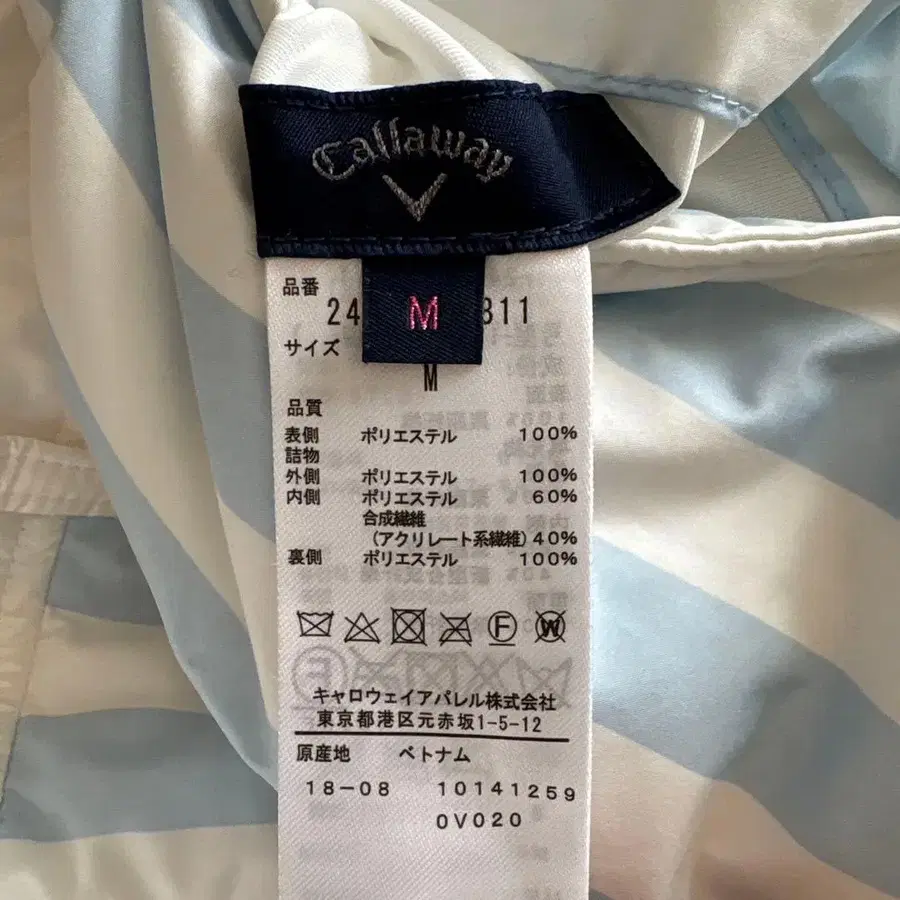 Callaway
M
品番
24 311
サイズ
M
品質
表側 ポリエステル 100%
詰物
外側 ポリエステル 100%
内側 ポリエステル 60%
合成繊維
(アクリレート系繊維) 40%
裏側 ポリエステル 100%
F W
キャロウェイアパレル株式会社
東京都港区元赤坂1-5-12
原産地 ベトナム
18-08 10141259
0V020